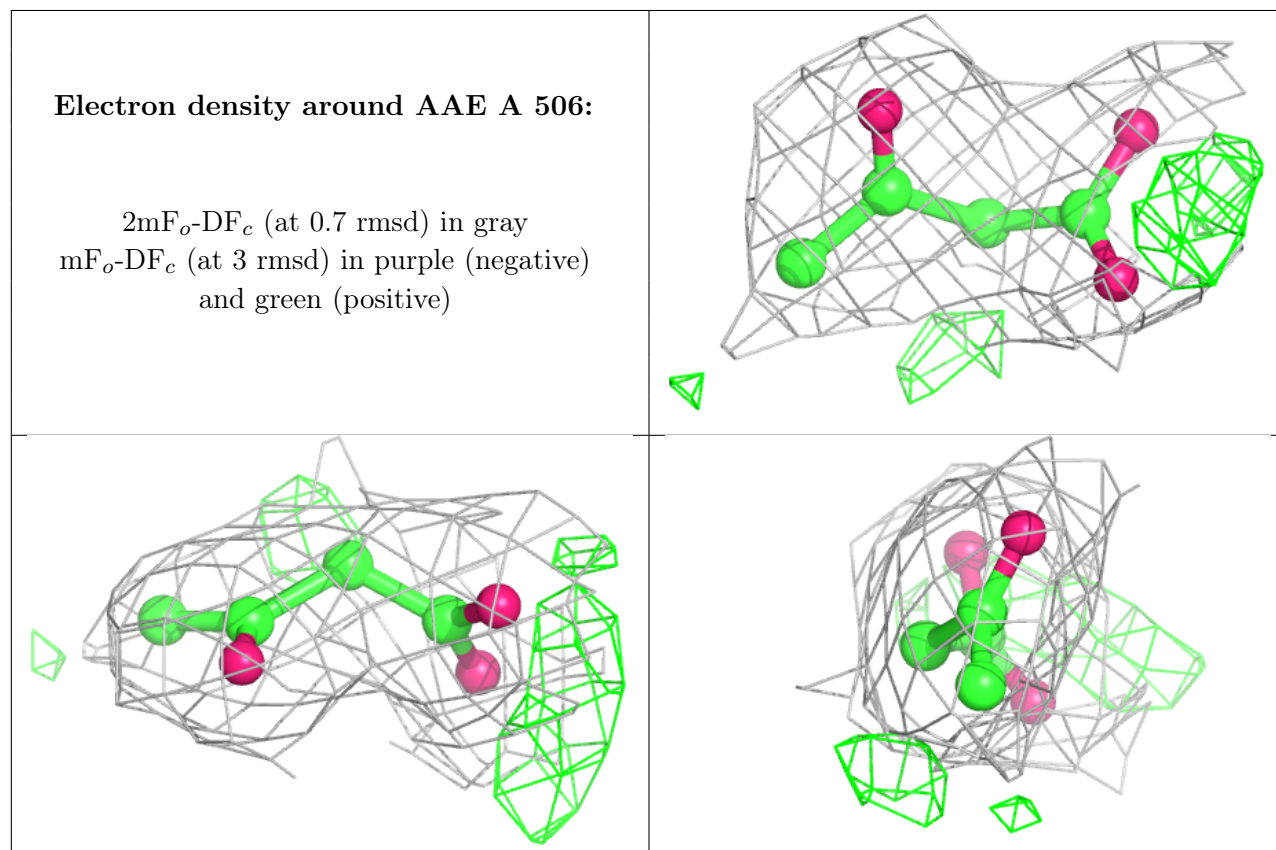 Electron density around AAE A 506:
2mFo-DFc (at 0.7 rmsd) in gray
mFo-DFc (at 3 rmsd) in purple (negative)
and green (positive)